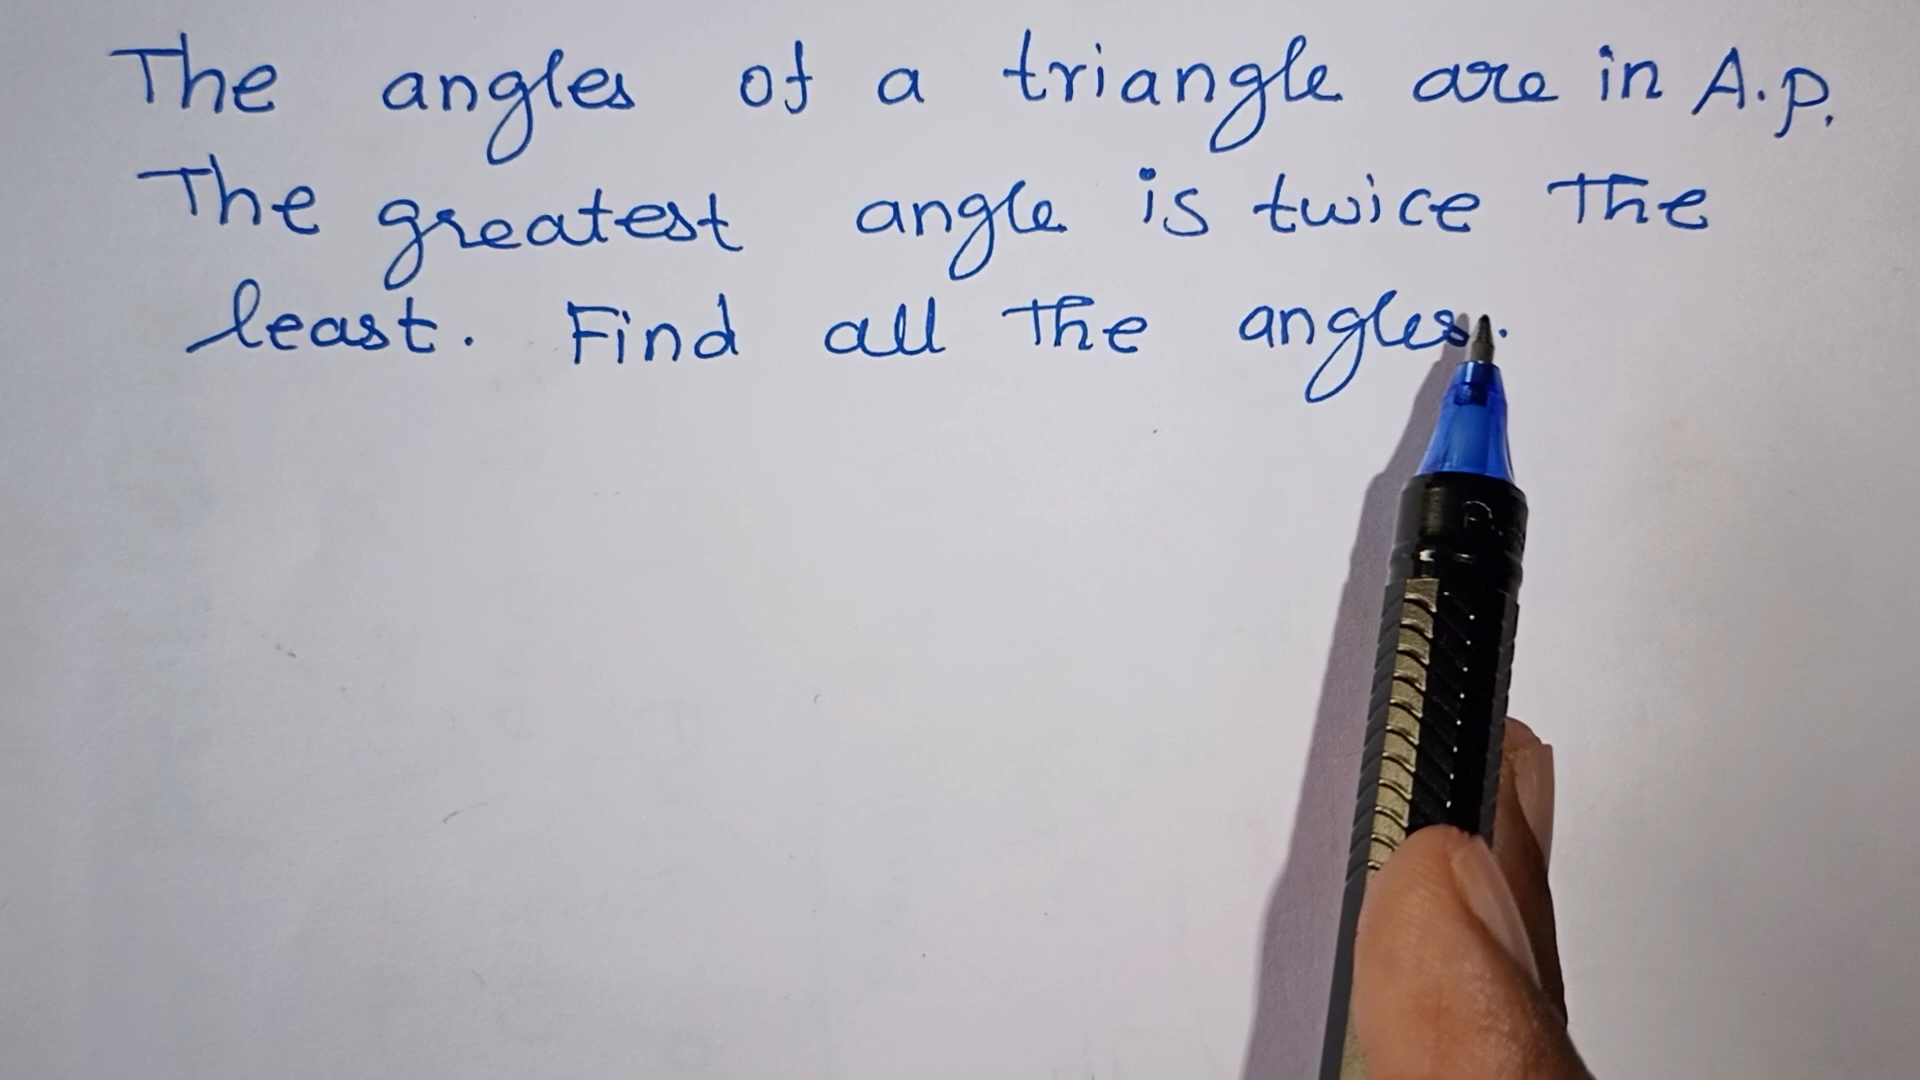 The angles of a triangle are in A.P.
The greatest angle is twice the
least. Find all the angles.